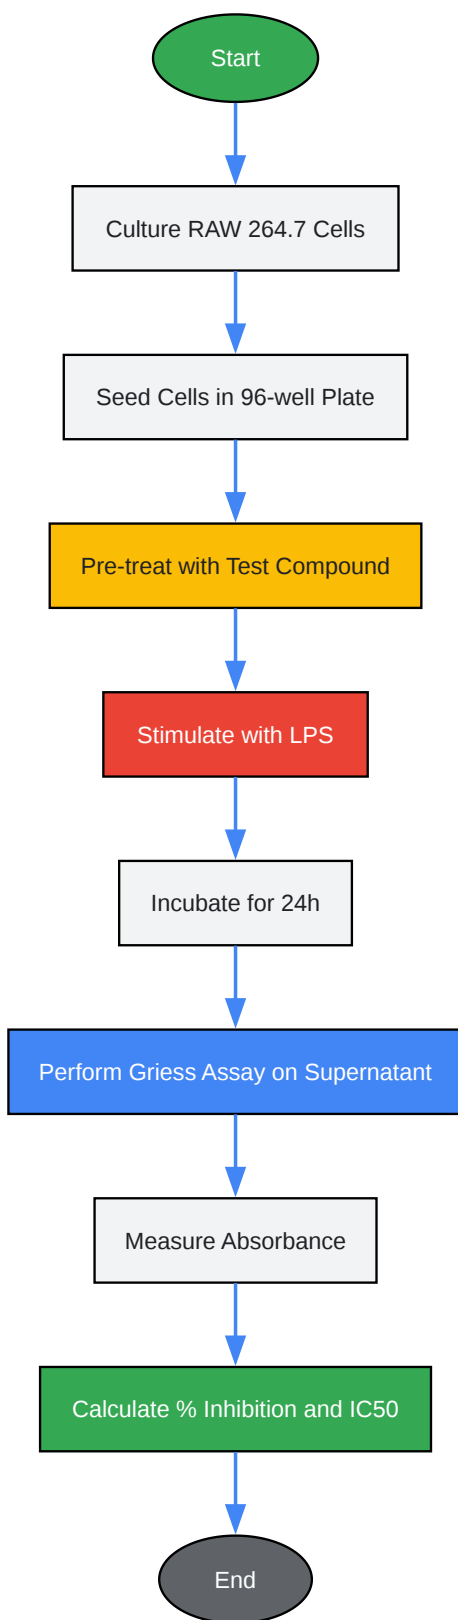 Start
Culture RAW 264.7 Cells
Seed Cells in 96-well Plate
Pre-treat with Test Compound
Stimulate with LPS
Incubate for 24h
Perform Griess Assay on Supernatant
Measure Absorbance
Calculate % Inhibition and IC50
End